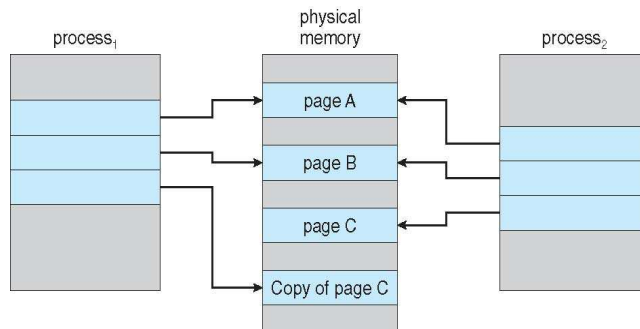 process₁
physical
memory
process₂
page A
page B
page C
Copy of page C